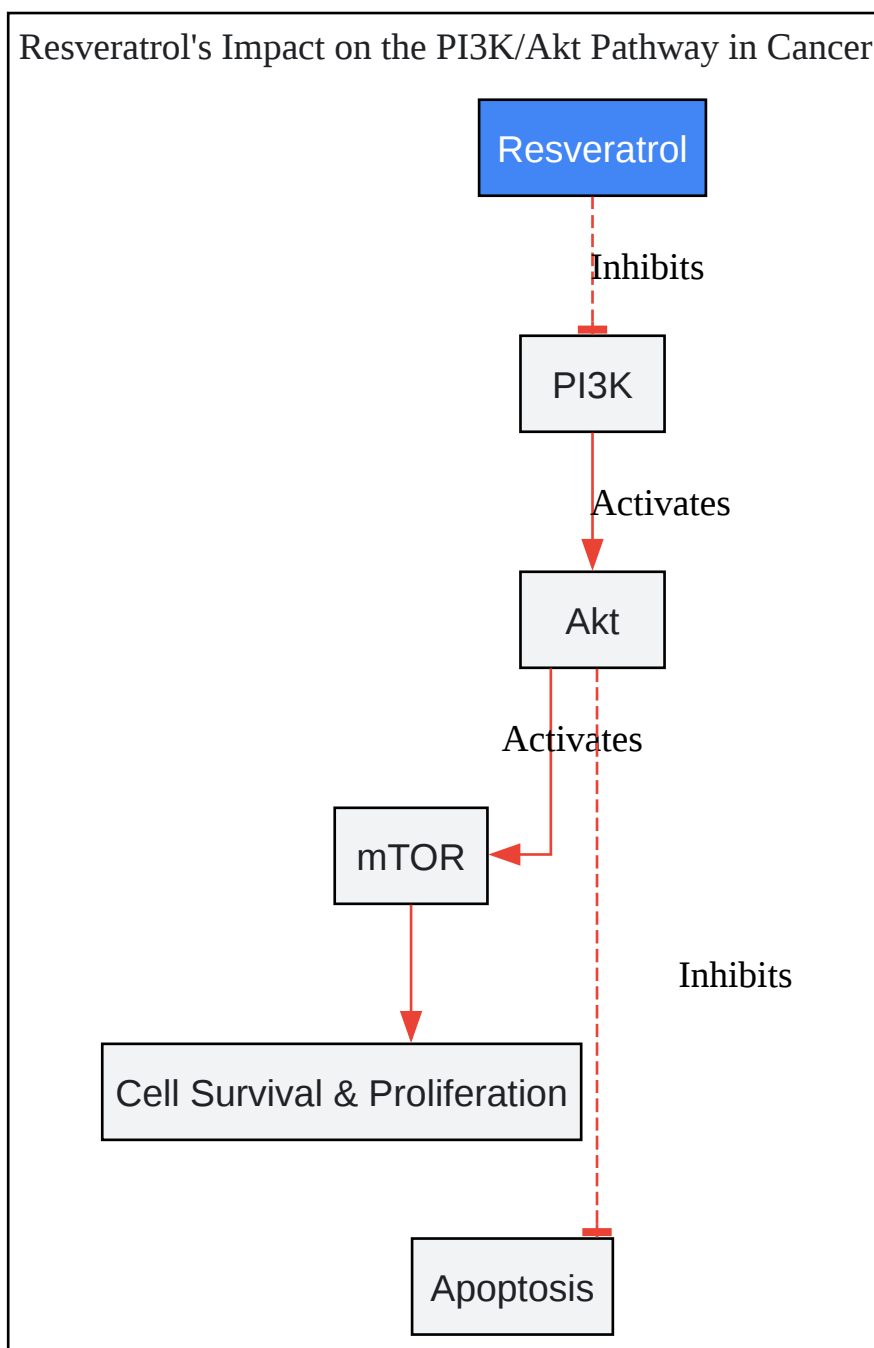 Resveratrol's Impact on the PI3K/Akt Pathway in Cancer
Resveratrol
Inhibits
PI3K
Activates
Akt
Activates
mTOR
Inhibits
Cell Survival & Proliferation
Apoptosis